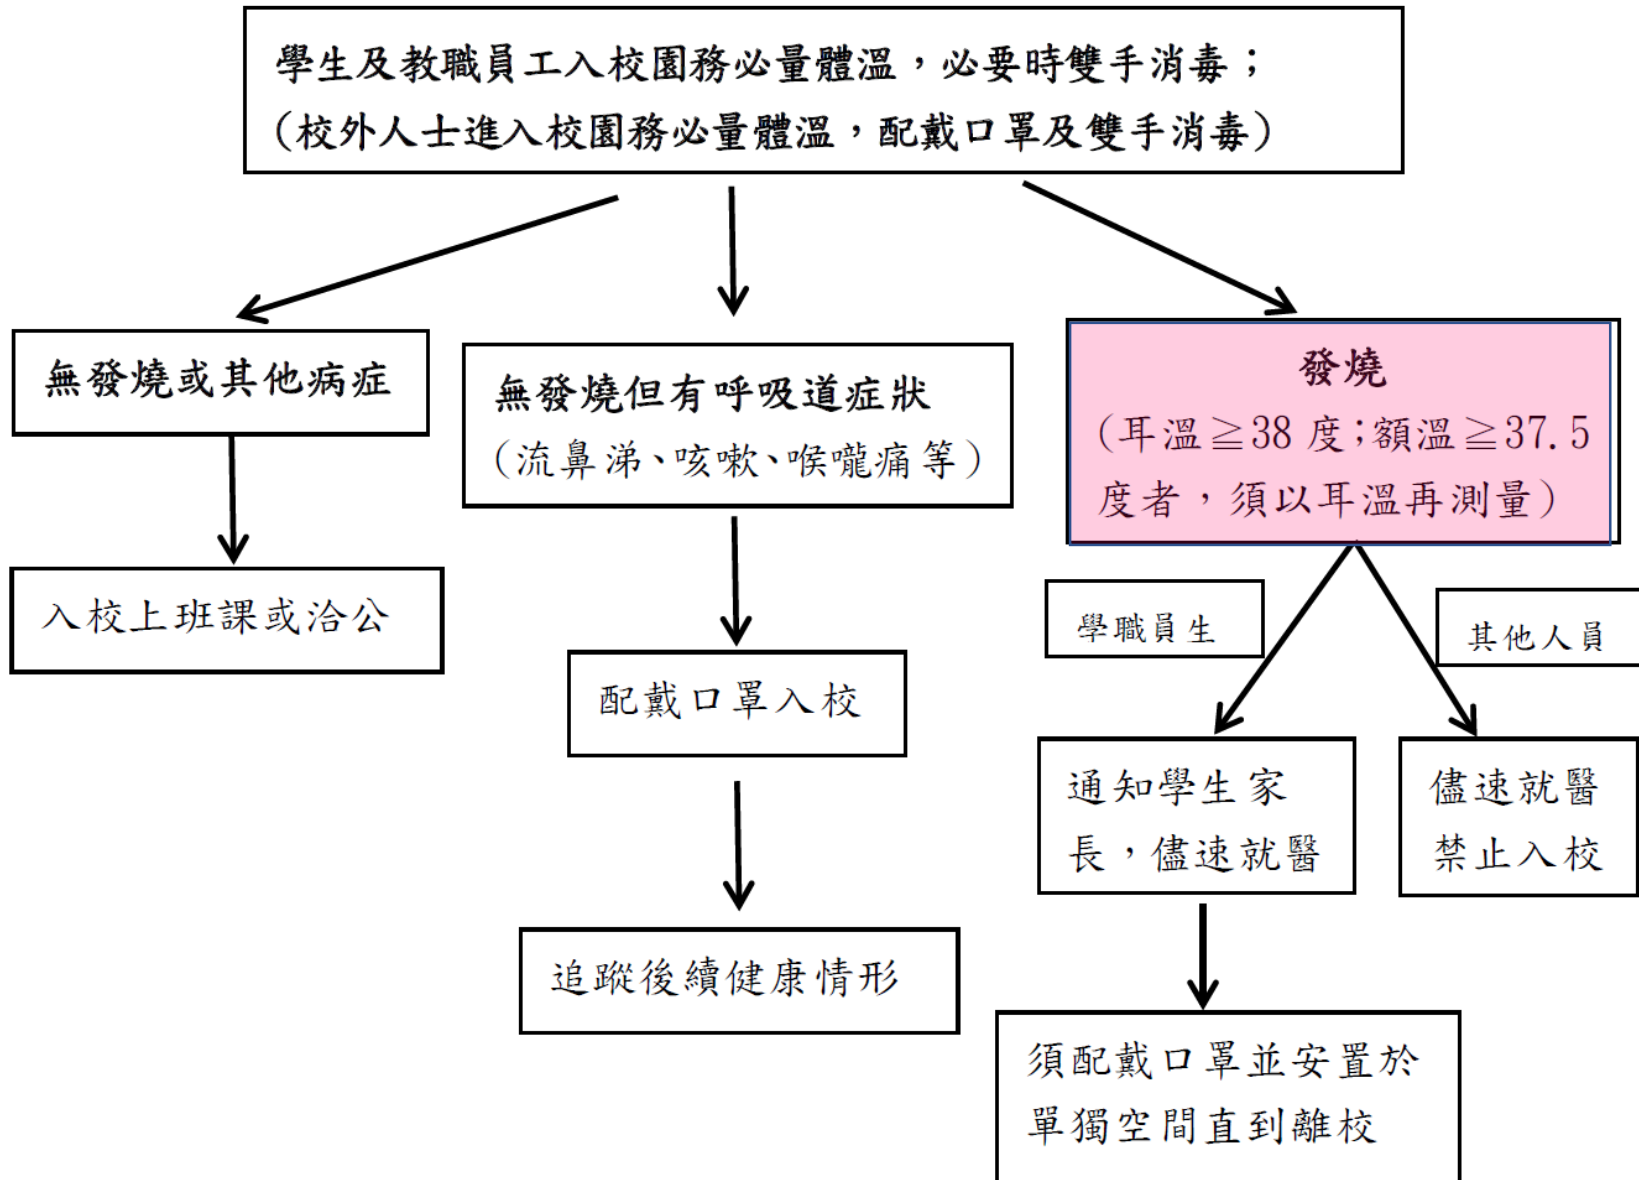 學生及教職員工入校園務必量體溫，必要時雙手消毒；
(校外人士進入校園務必量體溫，配戴口罩及雙手消毒)
無發燒或其他病症
無發燒但有呼吸道症狀
(流鼻涕、咳嗽、喉嚨痛等)
發燒
(耳溫≧38 度;額溫≧37.5
度者，須以耳溫再測量)
入校上班課或洽公
學職員生
其他人員
配戴口罩入校
通知學生家
長，儘速就醫
儘速就醫
禁止入校
追蹤後續健康情形
須配戴口罩並安置於
單獨空間直到離校